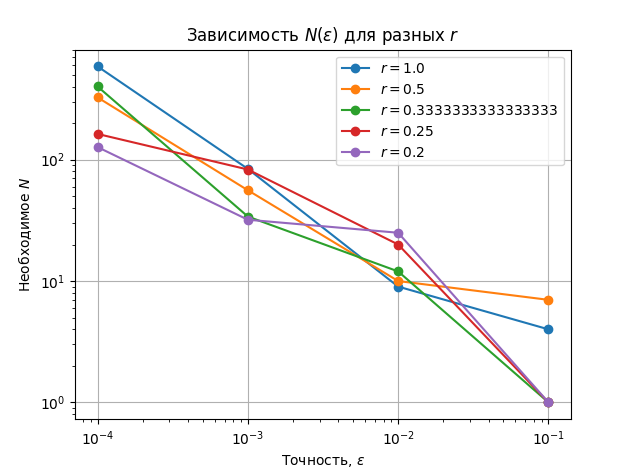 Зависимость N(ε) для разных r
r = 1.0
r = 0.5
r = 0.3333333333333333
r = 0.25
r = 0.2
Необходимое N
10²
10¹
10⁰
10⁻⁴ 10⁻³ 10⁻² 10⁻¹
Точность, ε